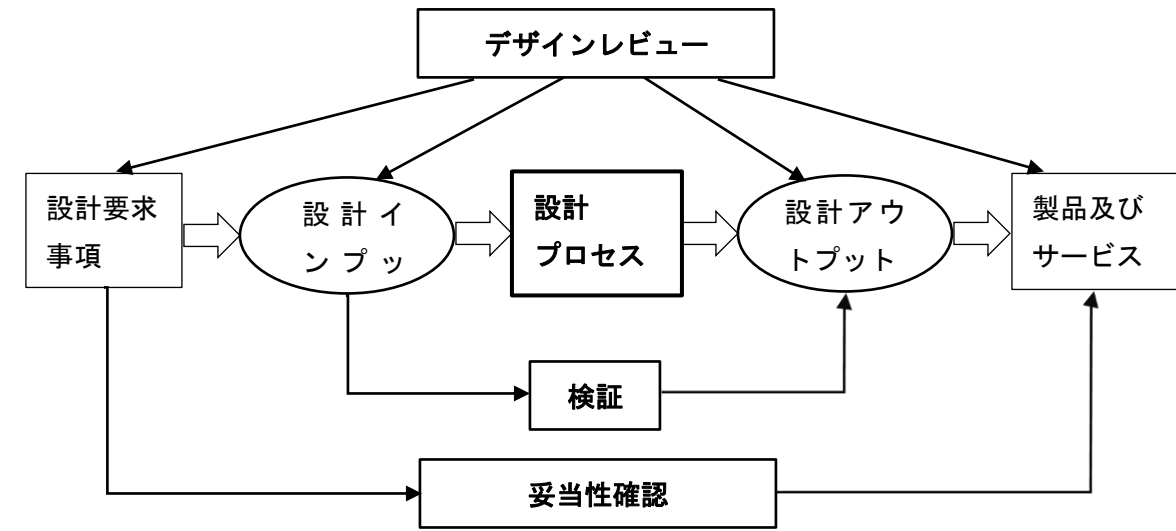 デザインレビュー
設計要求
事項
設計イ
ンプッ
設計
プロセス
設計アウ
トプット
製品及び
サービス
検証
妥当性確認